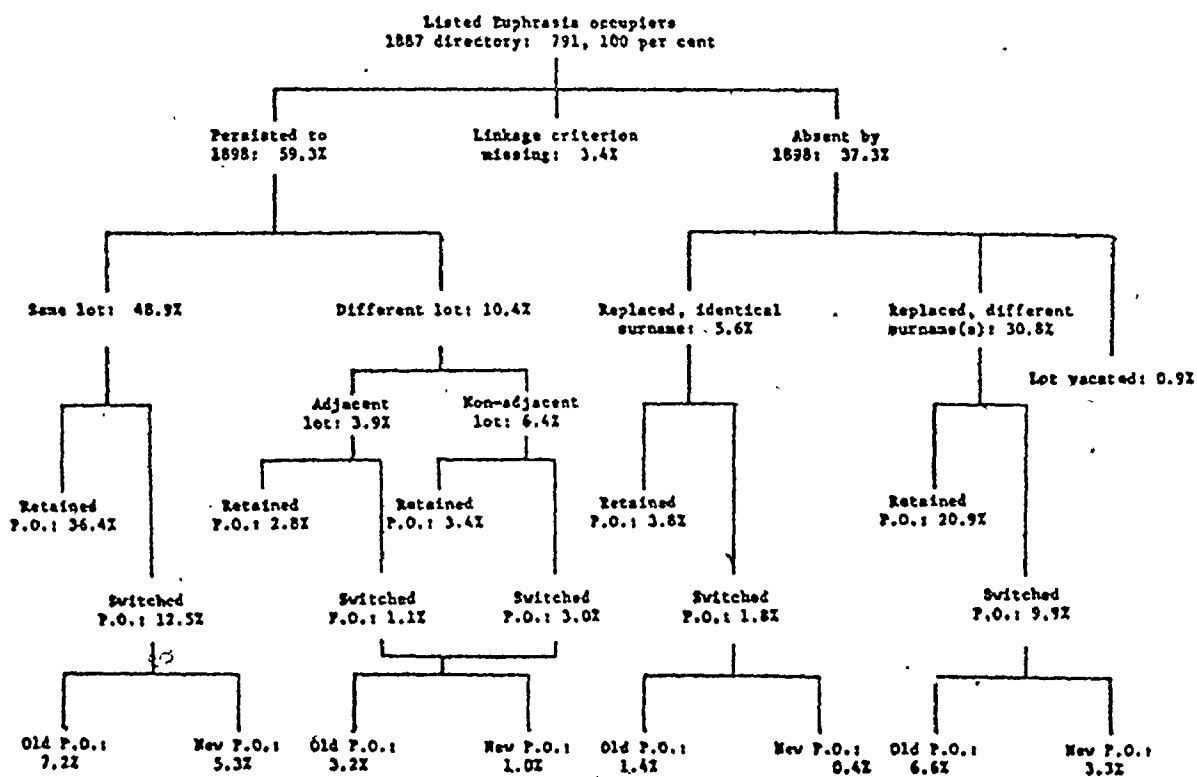 Listed Euphrasia occupiers
1887 directory: 791, 100 per cent
Persisted to
1898: 59.3%
Linkage criterion
missing: 3.4%
Absent by
1898: 37.3%
Same lot: 48.9%
Different lot: 10.4%
Replaced, identical
surname: 5.6%
Replaced, different
surname(s): 30.8%
Lot vacated: 0.9%
Adjacent
lot: 3.9%
Non-adjacent
lot: 6.4%
Retained
P.O.: 36.4%
Retained
P.O.: 2.8%
Retained
P.O.: 3.4%
Retained
P.O.: 3.8%
Retained
P.O.: 20.9%
Switched
P.O.: 12.5%
Switched
P.O.: 1.1%
Switched
P.O.: 3.0%
Switched
P.O.: 1.8%
Switched
P.O.: 9.9%
Old P.O.:
7.2%
New P.O.:
5.3%
Old P.O.:
3.2%
New P.O.:
1.0%
Old P.O.:
1.4%
New P.O.:
0.4%
Old P.O.:
6.6%
New P.O.:
3.3%